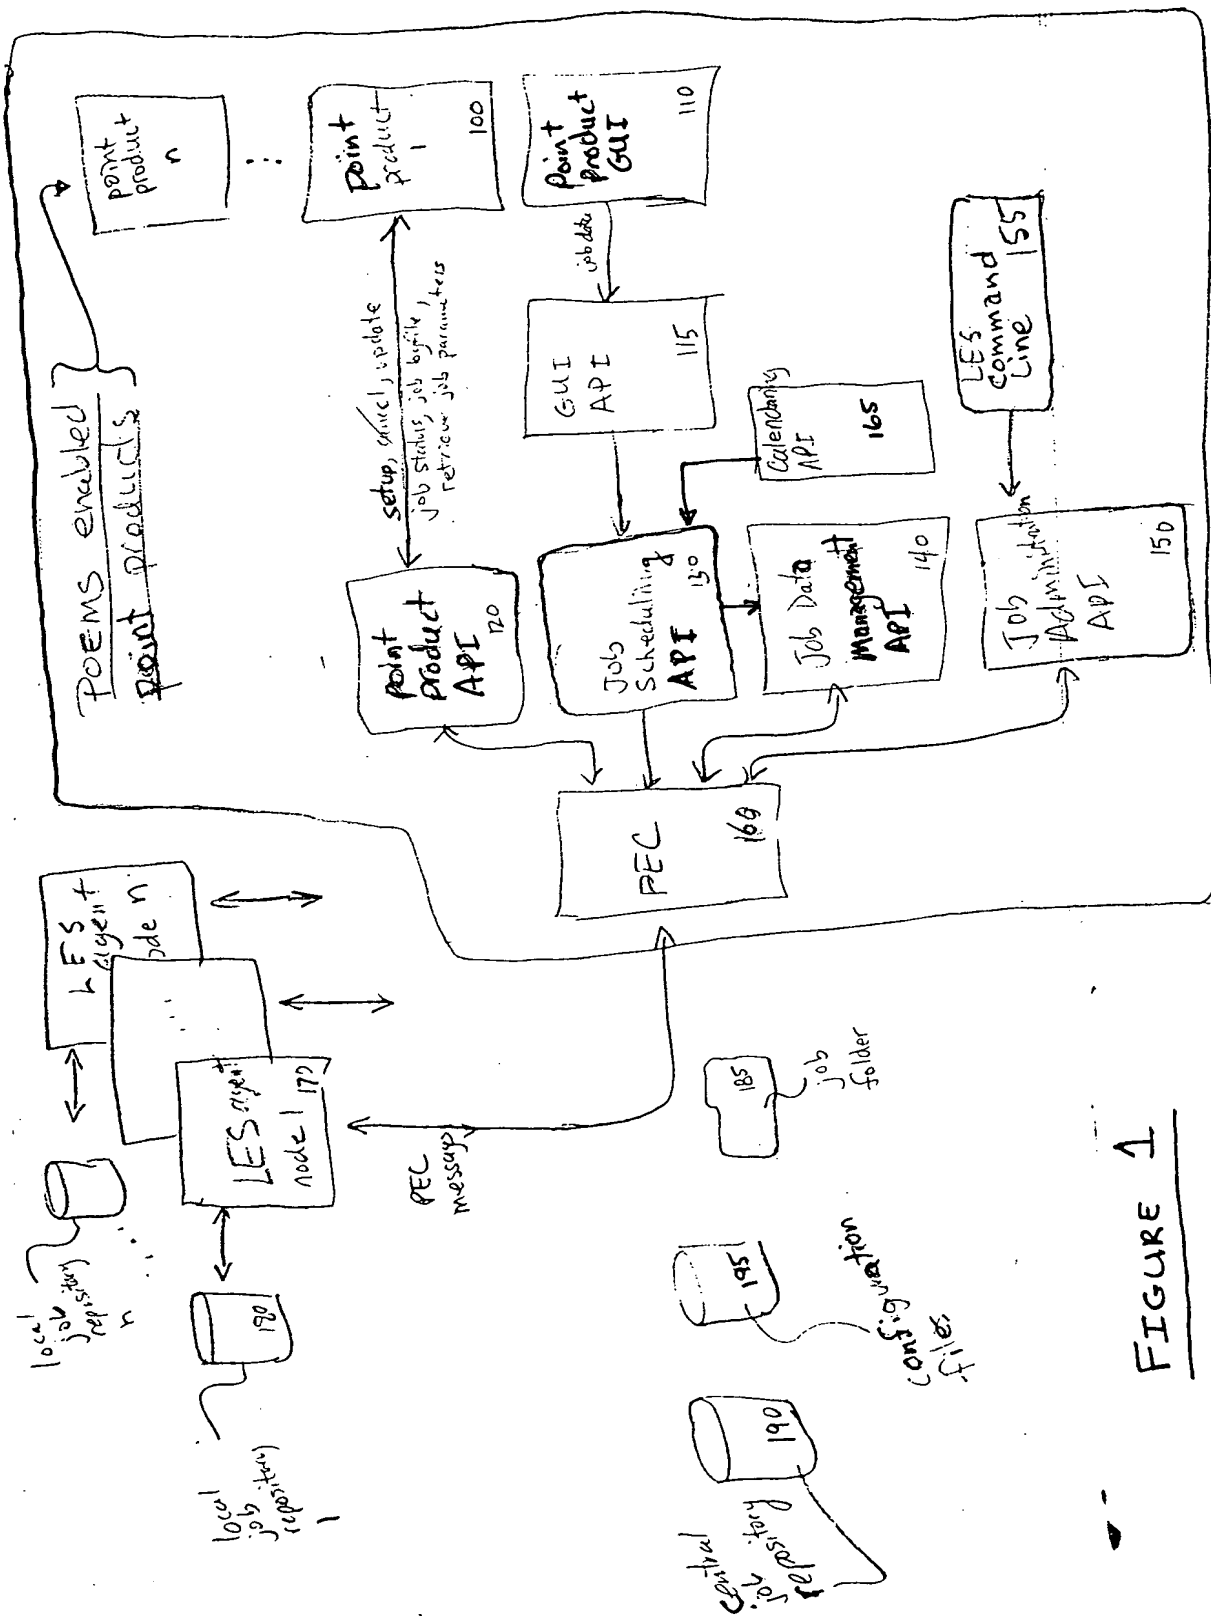 POEMS enabled
point products
point
product
n
point
product
1
100
Point
product
GUI
110
setup, cancel, update
job status, job logfile,
retrieve job parameters
job data
GUI
API
115
Calendaring
API
165
LES
command
Line
155
point
product
API
120
Job
Scheduling
API
130
Job Data
Management
API
140
Job
Administration
API
150
PEC
160
LES
agent
node n
...
LES agent
node 1
170
PEC
messages
local
job
repository
n
local
job
repository
1
180
185
job
folder
195
configuration
files
190
central
job
repository
FIGURE 1